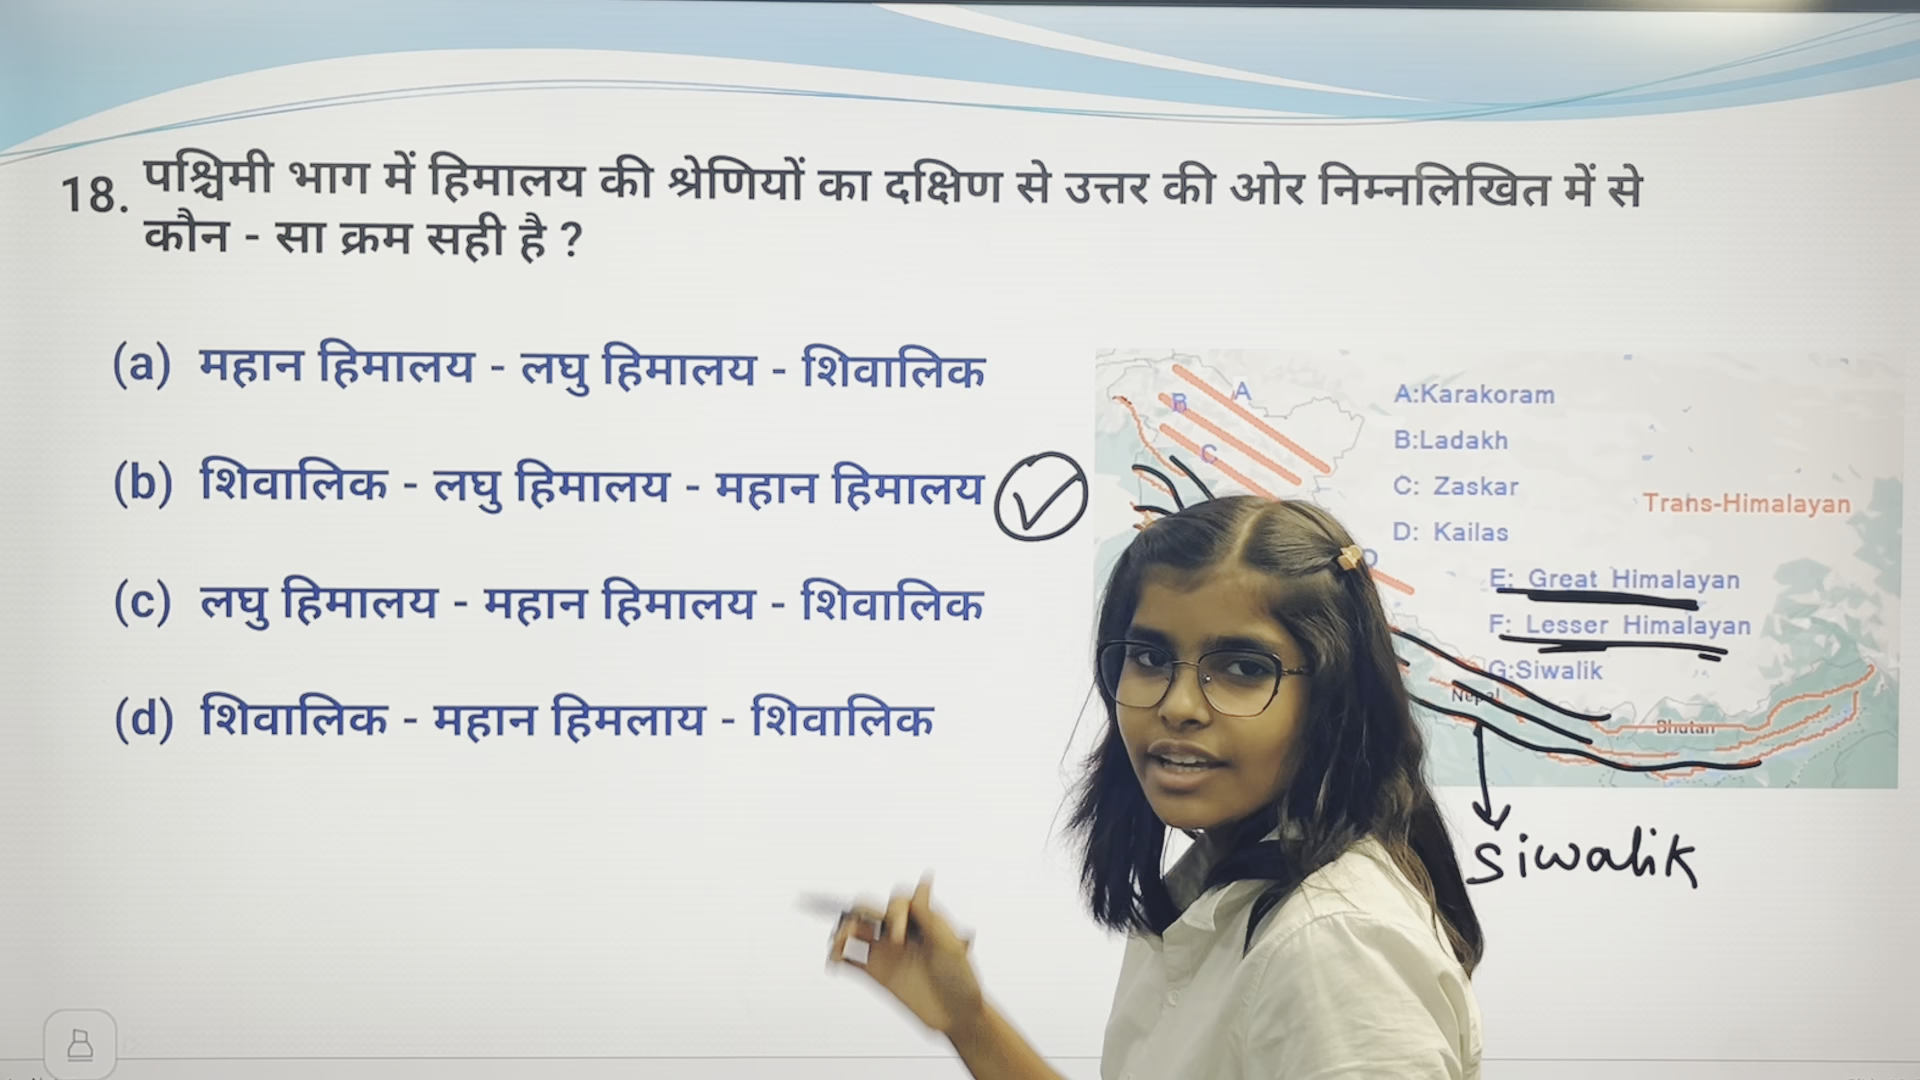 18. पश्चिमी भाग में हिमालय की श्रेणियों का दक्षिण से उत्तर की ओर निम्नलिखित में से
कौन - सा क्रम सही है ?
(a) महान हिमालय - लघु हिमालय - शिवालिक
(b) शिवालिक - लघु हिमालय - महान हिमालय
(c) लघु हिमालय - महान हिमालय - शिवालिक
(d) शिवालिक - महान हिमलाय - शिवालिक
A
B
C
D
A:Karakoram
B:Ladakh
C: Zaskar
D: Kailas
Trans-Himalayan
E: Great Himalayan
F: Lesser Himalayan
G:Siwalik
Nepal
Bhutan
Siwalik